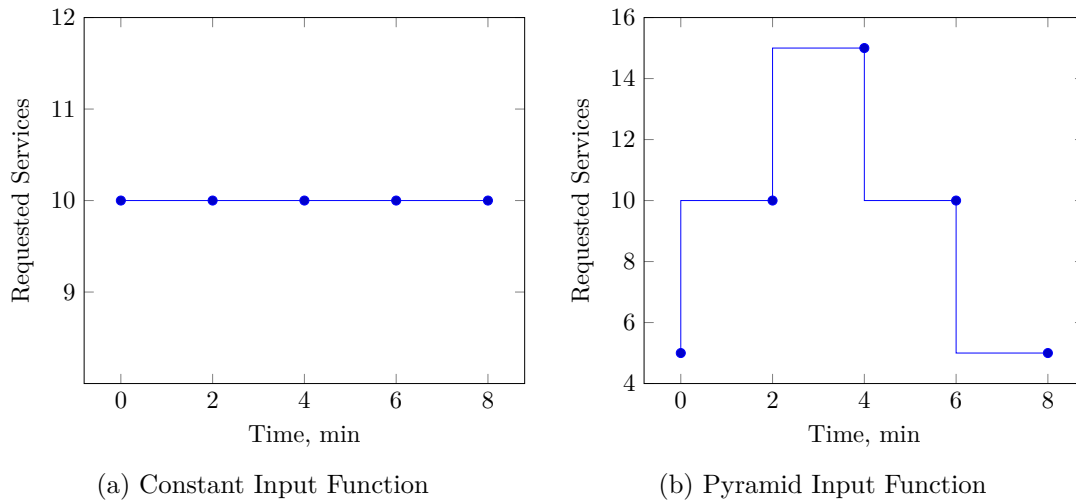 12
11
10
9
0 2 4 6 8
Requested Services
Time, min
(a) Constant Input Function
16
14
12
10
8
6
4
0 2 4 6 8
Requested Services
Time, min
(b) Pyramid Input Function